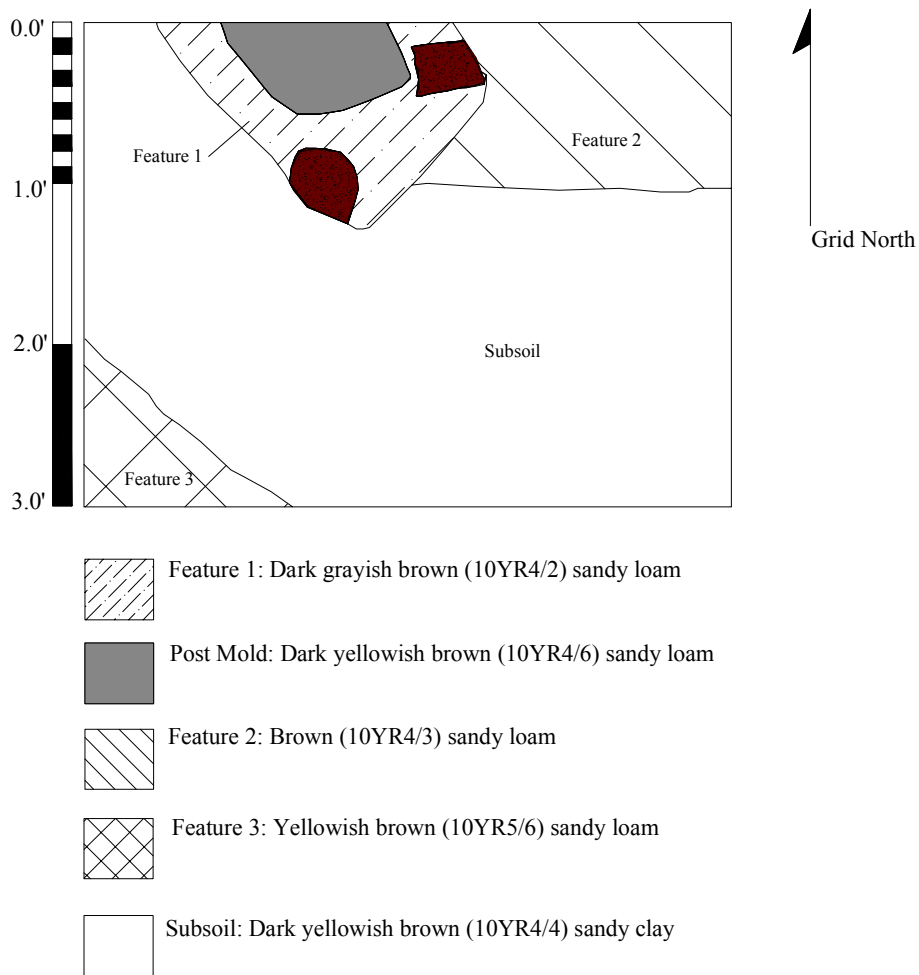 0.0'
Feature 1
Feature 2
1.0'
Grid North
2.0'
Subsoil
Feature 3
3.0'
Feature 1: Dark grayish brown (10YR4/2) sandy loam
Post Mold: Dark yellowish brown (10YR4/6) sandy loam
Feature 2: Brown (10YR4/3) sandy loam
Feature 3: Yellowish brown (10YR5/6) sandy loam
Subsoil: Dark yellowish brown (10YR4/4) sandy clay